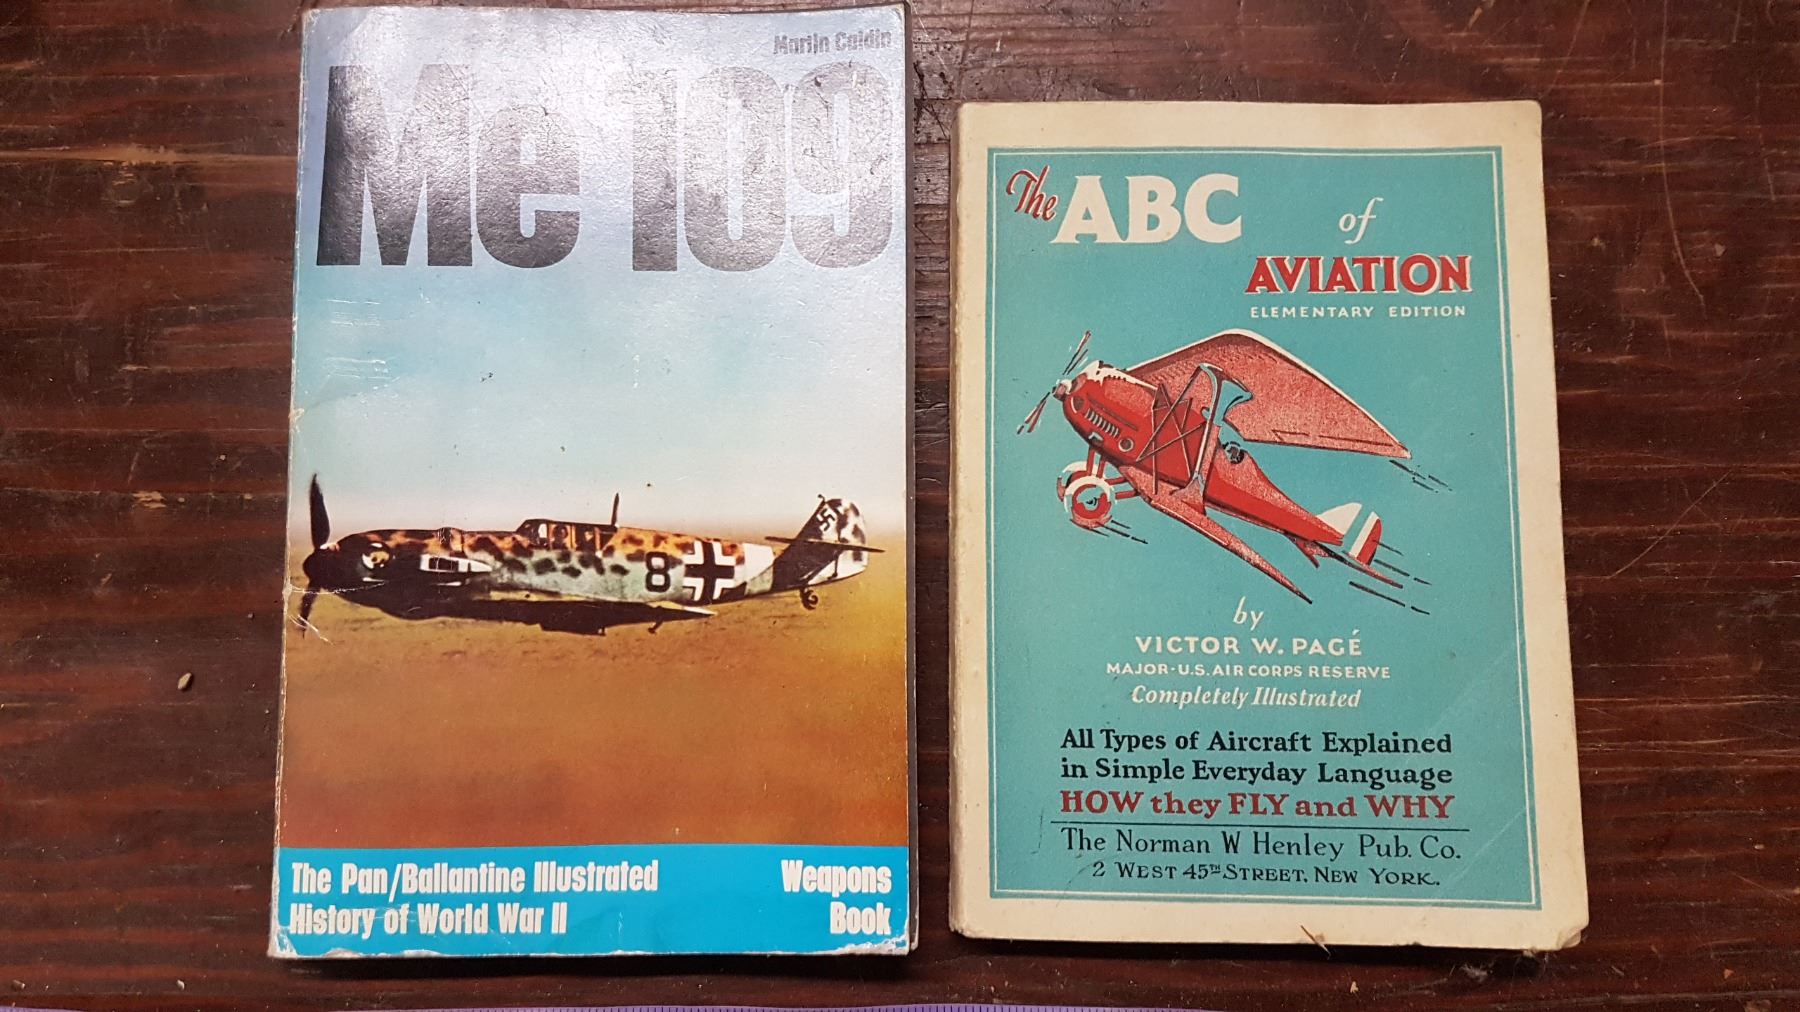 Martin Caidin
Me 109
8
The Pan/Ballantine Illustrated
History of World War II
Weapons
Book
The ABC
of
AVIATION
ELEMENTARY EDITION
by
VICTOR W. PAGÉ
MAJOR-U.S. AIR CORPS RESERVE
Completely Illustrated
All Types of Aircraft Explained
in Simple Everyday Language
HOW they FLY and WHY
The Norman W Henley Pub. Co.
2 WEST 45TH STREET, NEW YORK.